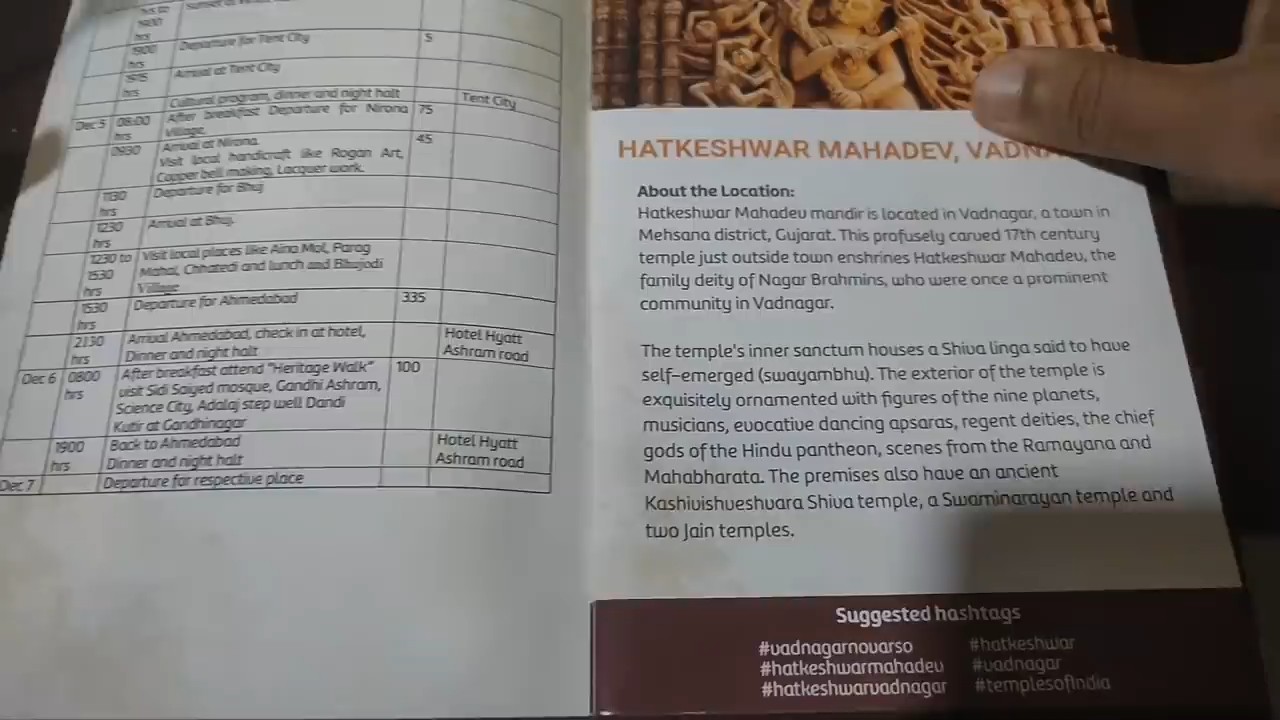 hrs to
1900
hrs
1900 Departure for Tent City 5
hrs
1915 Arrival at Tent City
hrs
Cultural program, dinner and night halt Tent City
Dec 5 08:00 After breakfast Departure for Nirona 75
hrs Village.
0930 Arrival at Nirona. 45
hrs Visit local handicraft like Rogan Art,
Copper bell making, Lacquer work.
1130 Departure for Bhuj
hrs
1230 Arrival at Bhuj.
hrs
1230 to Visit local places like Aina Mol, Parag
1530 Mahal, Chhatedi and lunch and Bhujodi
hrs Village
1530 Departure for Ahmedabad 335
hrs
2130 Arrival Ahmedabad, check in at hotel, Hotel Hyatt
hrs Dinner and night halt Ashram road
Dec 6 0800 After breakfast attend "Heritage Walk" 100
hrs visit Sidi Saiyed mosque, Gandhi Ashram,
Science City, Adalaj step well Dandi
Kutir at Gandhinagar
1900 Back to Ahmedabad Hotel Hyatt
hrs Dinner and night halt Ashram road
Dec 7 Departure for respective place
HATKESHWAR MAHADEV,
About the Location:
Hatkeshwar Mahadev mandir is located in Vadnagar, a town in
Mehsana district, Gujarat. This profusely carved 17th century
temple just outside town enshrines Hatkeshwar Mahadev, the
family deity of Nagar Brahmins, who were once a prominent
community in Vadnagar.
The temple's inner sanctum houses a Shiva linga said to have
self-emerged (swayambhu). The exterior of the temple is
exquisitely ornamented with figures of the nine planets,
musicians, evocative dancing apsaras, regent deities, the chief
gods of the Hindu pantheon, scenes from the Ramayana and
Mahabharata. The premises also have an ancient
Kashivishveshvara Shiva temple, a Swaminarayan temple and
two Jain temples.
Suggested hashtags
#vadnagarnovarso #hatkeshwar
#hatkeshwarmahadev #vadnagar
#hatkeshwarvadnagar #templesofIndia